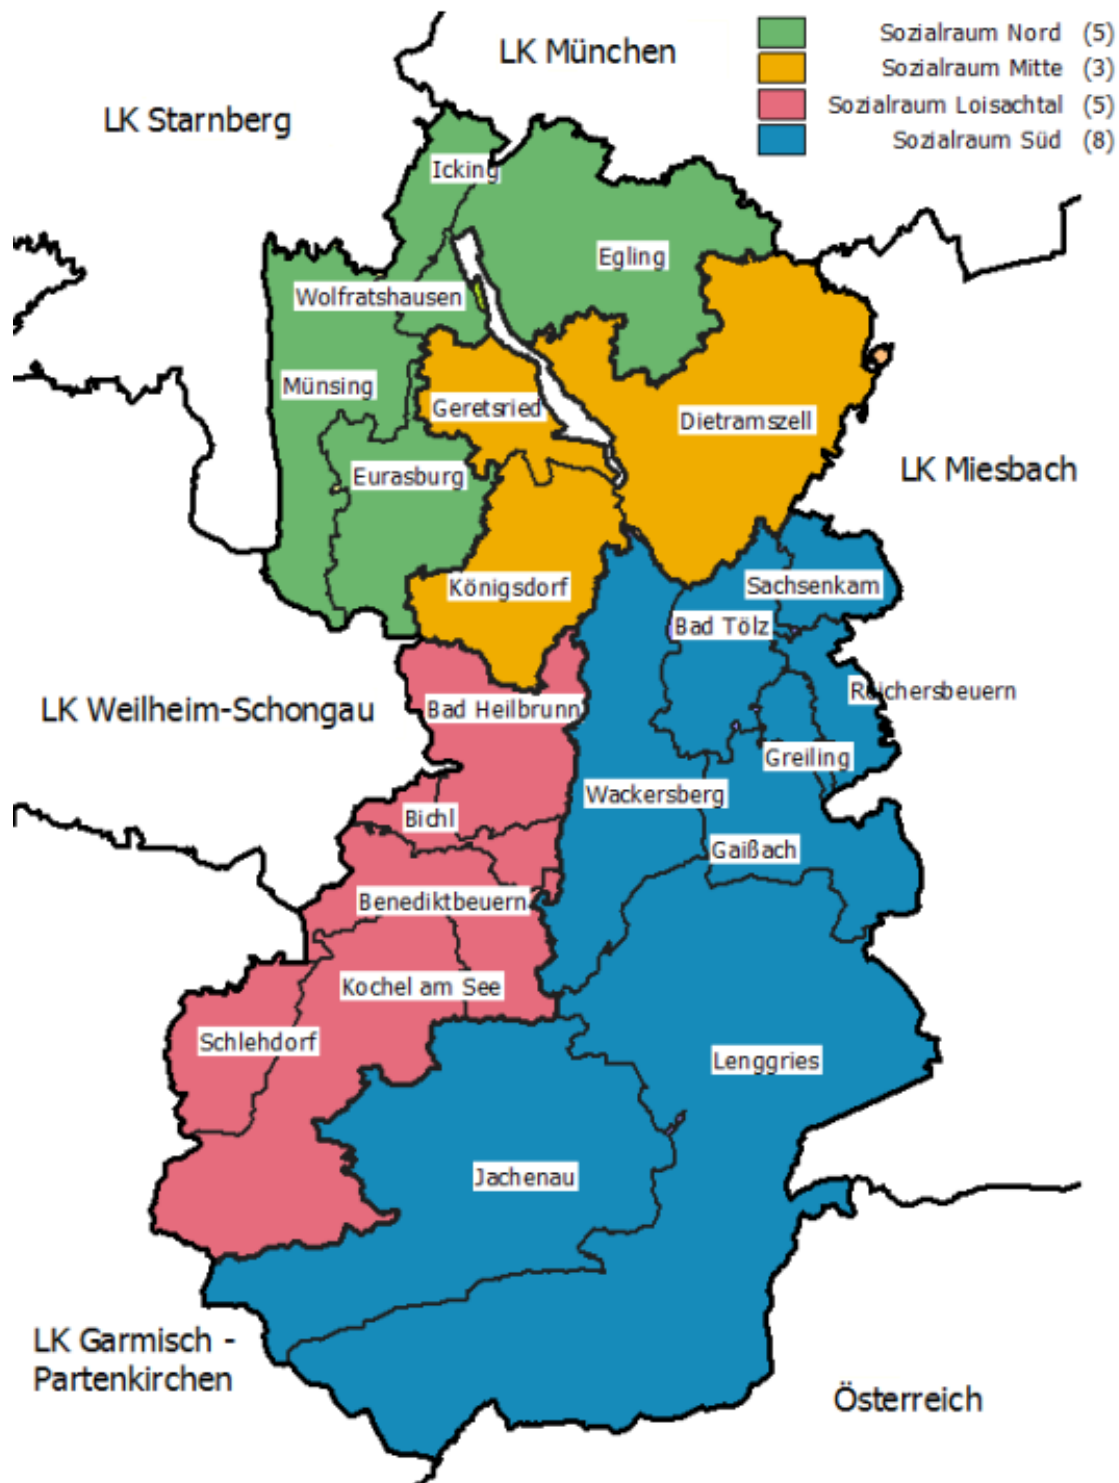 LK München
Sozialraum Nord (5)
Sozialraum Mitte (3)
Sozialraum Loisachtal (5)
Sozialraum Süd (8)
LK Starnberg
Icking
Egling
Wolfratshausen
Münsing
Geretsried
Dietramszell
Eurasburg
LK Miesbach
Königsdorf
Sachsenkam
Bad Tölz
Reichersbeuern
LK Weilheim-Schongau
Bad Heilbrunn
Greiling
Wackersberg
Bichl
Gaißach
Benediktbeuern
Kochel am See
Schlehdorf
Lenggries
Jachenau
LK Garmisch -
Partenkirchen
Österreich